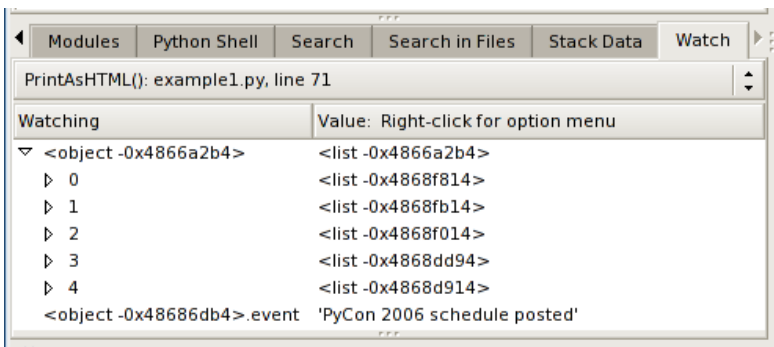 Modules Python Shell Search Search in Files Stack Data Watch
PrintAsHTML(): example1.py, line 71
Watching Value: Right-click for option menu
<object -0x4866a2b4> <list -0x4866a2b4>
0 <list -0x4868f814>
1 <list -0x4868fb14>
2 <list -0x4868f014>
3 <list -0x4868dd94>
4 <list -0x4868d914>
<object -0x48686db4>.event 'PyCon 2006 schedule posted'